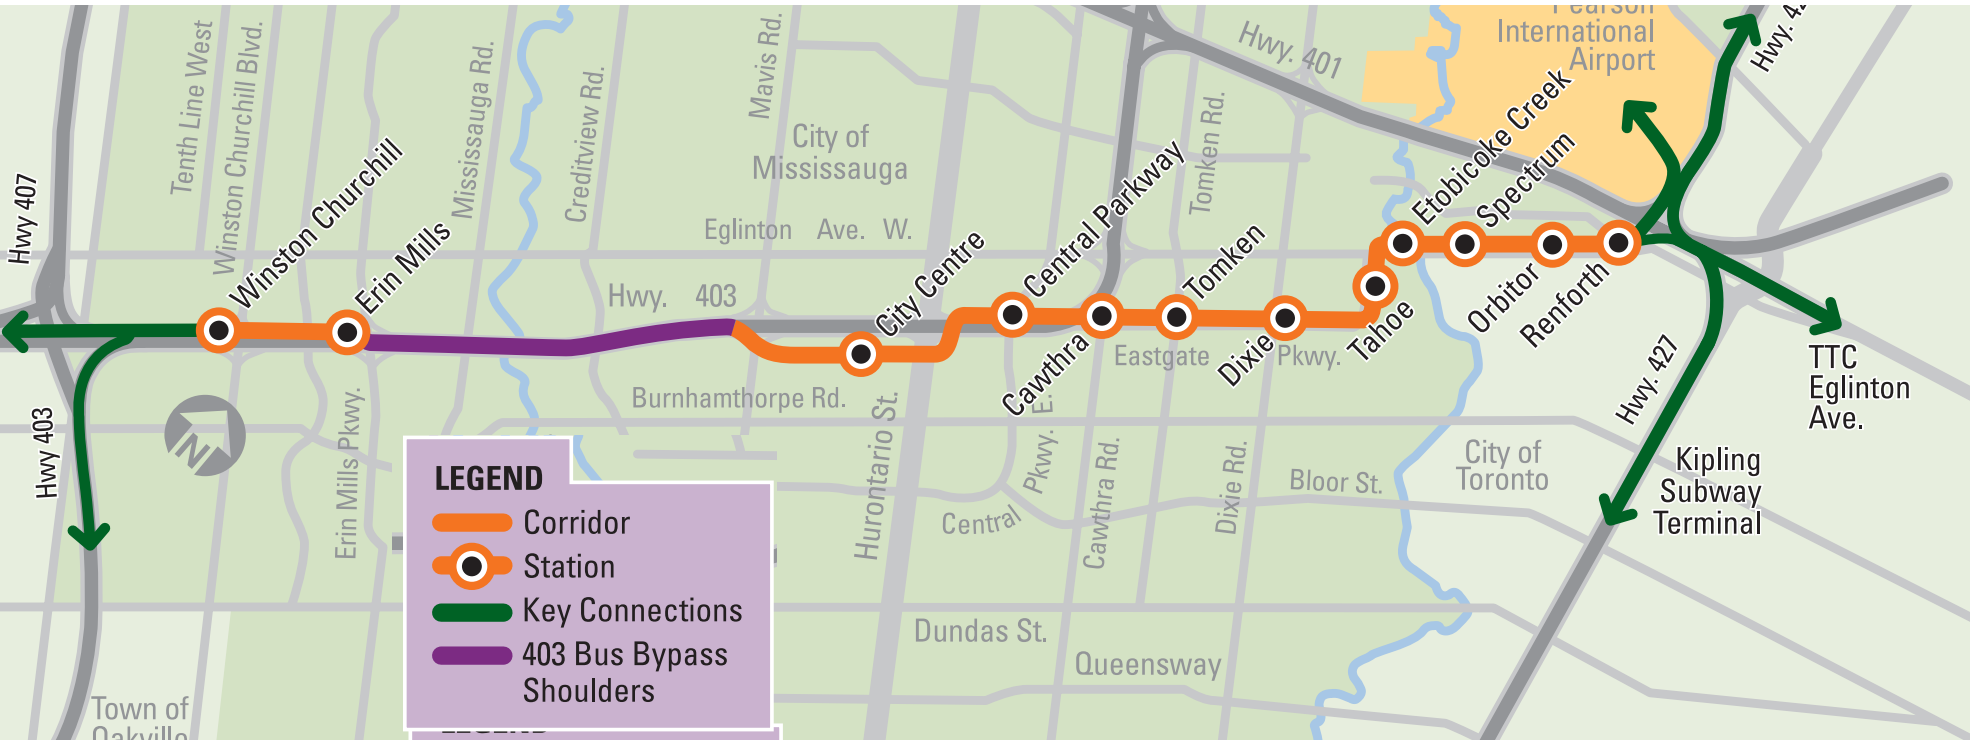 Pearson
International
Airport
Hwy. 42
Hwy. 401
Tenth Line West
Winston Churchill Blvd.
Mississauga Rd.
Creditview Rd.
Mavis Rd.
City of
Mississauga
Tomken Rd.
Eglinton Ave. W.
Hwy 407
Winston Churchill
Erin Mills
Hwy. 403
City Centre
Central Parkway
Cawthra
Tomken
Dixie
Tahoe
Etobicoke Creek
Spectrum
Orbitor
Renforth
Eastgate Pkwy.
Hwy. 427
TTC
Eglinton
Ave.
Burnhamthorpe Rd.
Hwy 403
N
Erin Mills Pkwy.
Hurontario St.
Central Pkwy. E.
Cawthra Rd.
Dixie Rd.
Bloor St.
City of
Toronto
Kipling
Subway
Terminal
LEGEND
Corridor
Station
Key Connections
403 Bus Bypass
Shoulders
Dundas St.
Queensway
Town of
Oakville
LEGEND